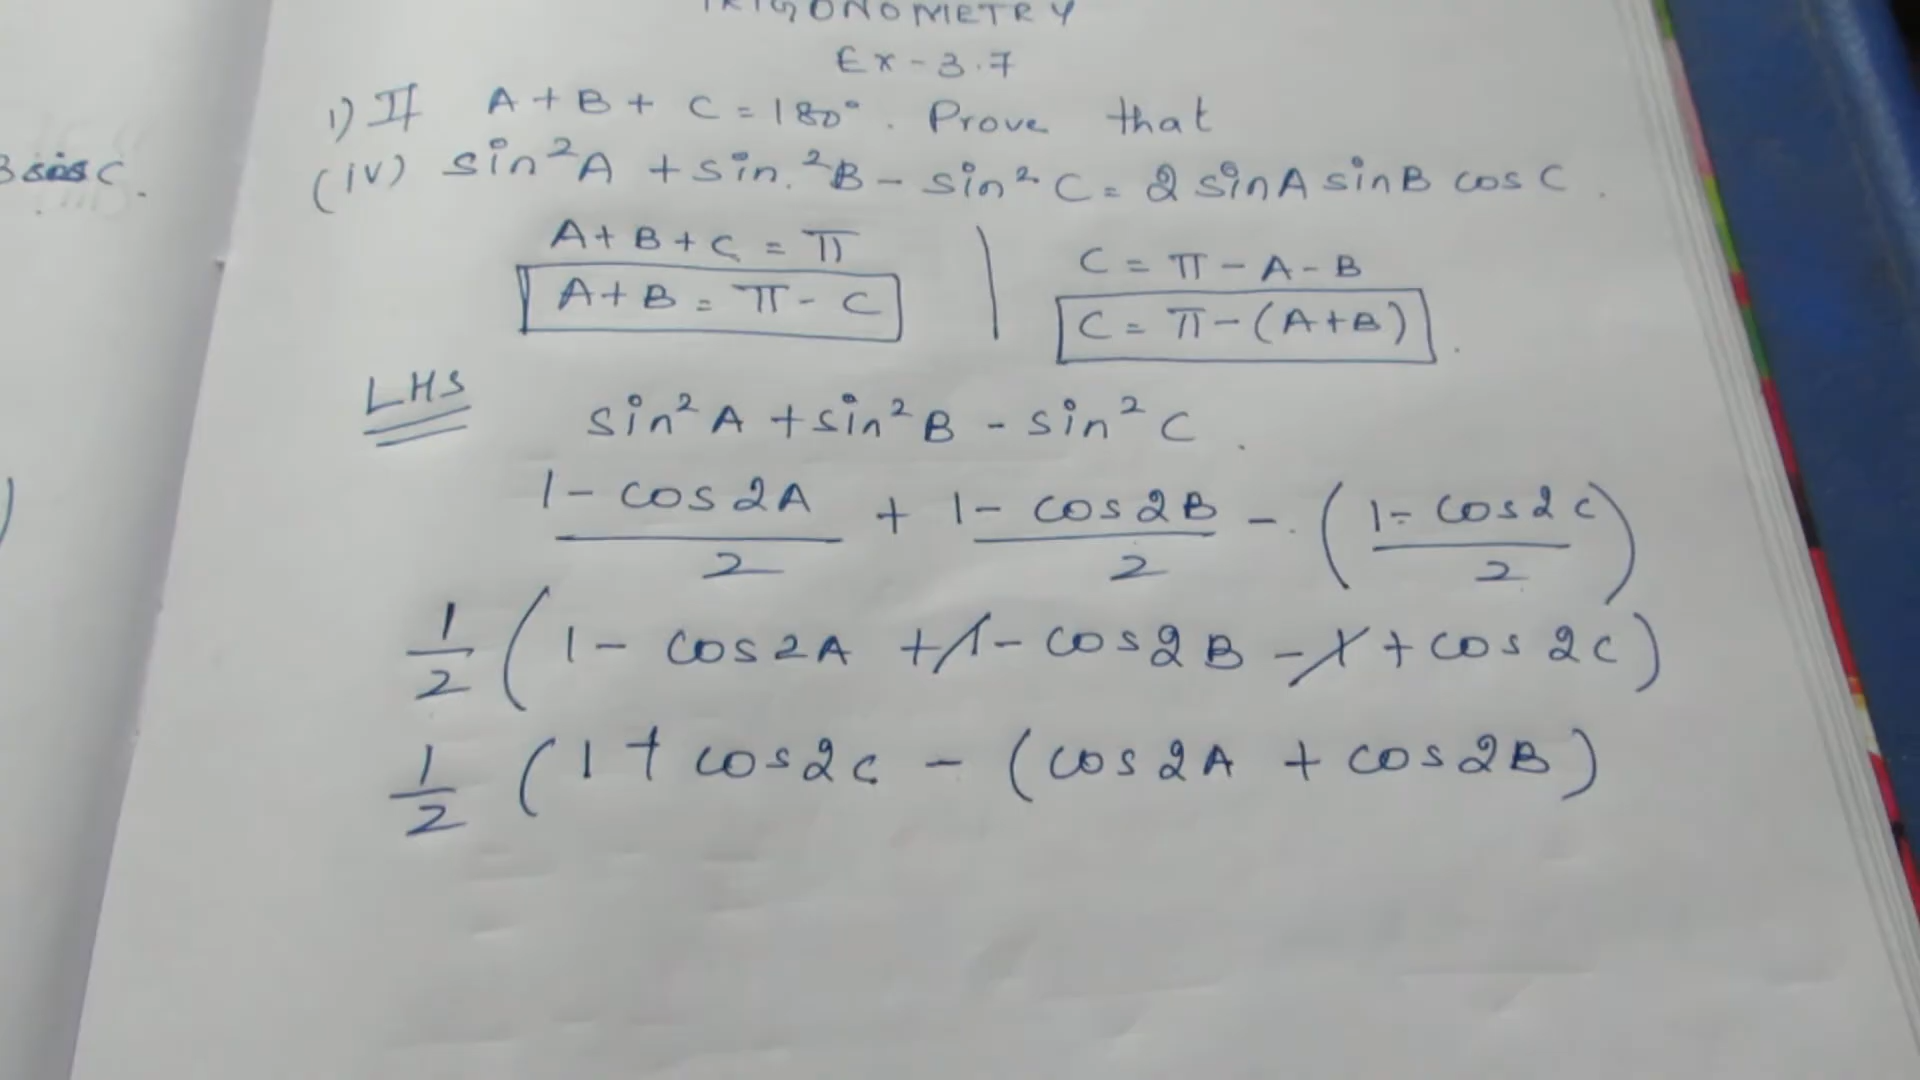 TRIGONOMETRY
Ex - 3.7
1) If A + B + C = 180°. Prove that
(iv) sin²A + sin²B - sin²C = 2 sinA sinB cos C.
A + B + C = π
A + B = π - C
C = π - A - B
C = π - (A + B)
LHS
sin²A + sin²B - sin²C
1 - cos2A / 2 + 1 - cos2B / 2 - (1 - cos2C / 2)
1/2 (1 - cos2A + 1 - cos2B - 1 + cos2C)
1/2 (1 + cos2C - (cos2A + cos2B)